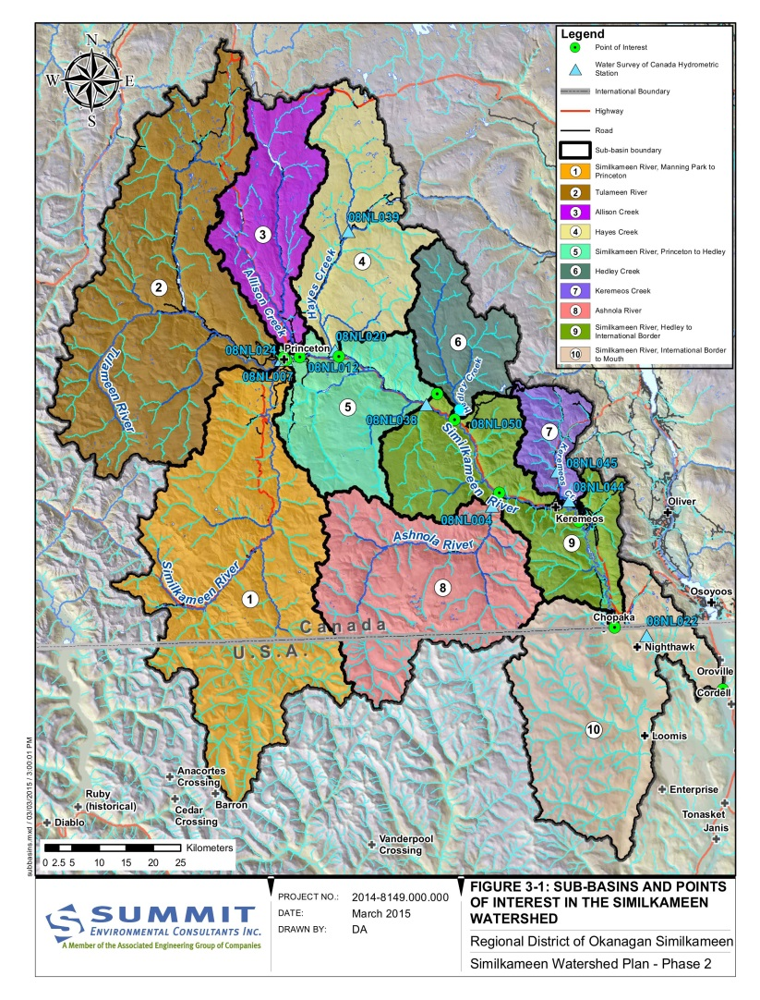 N
W
E
S
Legend
Point of Interest
Water Survey of Canada Hydrometric
Station
International Boundary
Highway
Road
Sub-basin boundary
1 Similkameen River, Manning Park to
Princeton
2 Tulameen River
3 Allison Creek
4 Hayes Creek
5 Similkameen River, Princeton to Hedley
6 Hedley Creek
7 Keremeos Creek
8 Ashnola River
9 Similkameen River, Hedley to
International Border
10 Similkameen River, International Border
to Mouth
08NL039
3
4
Hayes Creek
Allison Creek
2
08NL020
6
08NL024
Princeton
08NL012
08NL007
Tulameen River
Hedley Creek
5
08NL038
08NL050
7
Similkameen River
Keremeos Cr.
08NL045
08NL044
Oliver
08NL004
Keremeos
Ashnola River
9
Similkameen River
8
1
Osoyoos
Chopaka
08NL022
Canada
U.S.A.
Nighthawk
Oroville
Cordell
10
Loomis
Anacortes
Crossing
Enterprise
Ruby
(historical)
Cedar
Crossing
Barron
Tonasket
Diablo
Janis
Vanderpool
Crossing
Kilometers
0 2.5 5 10 15 20 25
subbasins.mxd / 03/03/2015 / 3:00:01 PM
SUMMIT
ENVIRONMENTAL CONSULTANTS INC.
A Member of the Associated Engineering Group of Companies
PROJECT NO.: 2014-8149.000.000
DATE: March 2015
DRAWN BY: DA
FIGURE 3-1: SUB-BASINS AND POINTS
OF INTEREST IN THE SIMILKAMEEN
WATERSHED
Regional District of Okanagan Similkameen
Similkameen Watershed Plan - Phase 2